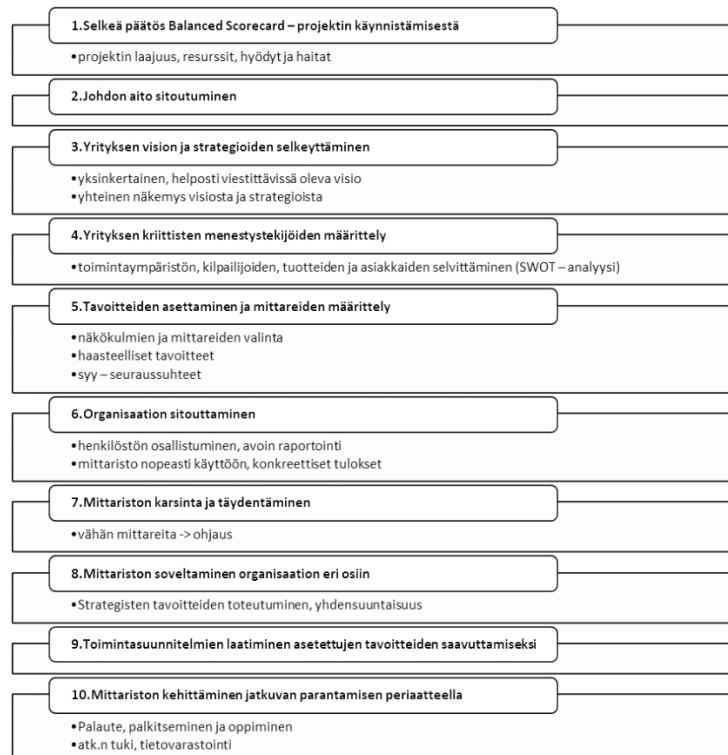 1.Selkeä päätös Balanced Scorecard – projektin käynnistämisestä
•projektin laajuus, resurssit, hyödyt ja haitat
2.Johdon aito sitoutuminen
3.Yrityksen vision ja strategioiden selkeyttäminen
•yksinkertainen, helposti viestittävissä oleva visio
•yhteinen näkemys visiosta ja strategioista
4.Yrityksen kriittisten menestystekijöiden määrittely
•toimintaympäristön, kilpailijoiden, tuotteiden ja asiakkaiden selvittäminen (SWOT – analyysi)
5.Tavoitteiden asettaminen ja mittareiden määrittely
•näkökulmien ja mittareiden valinta
•haasteelliset tavoitteet
•syy – seuraussuhteet
6.Organisaation sitouttaminen
•henkilöstön osallistuminen, avoin raportointi
•mittaristo nopeasti käyttöön, konkreettiset tulokset
7.Mittariston karsinta ja täydentäminen
•vähän mittareita -> ohjaus
8.Mittariston soveltaminen organisaation eri osiin
•Strategisten tavoitteiden toteutuminen, yhdensuuntaisuus
9.Toimintasuunnitelmien laatiminen asetettujen tavoitteiden saavuttamiseksi
10.Mittariston kehittäminen jatkuvan parantamisen periaatteella
•Palaute, palkitseminen ja oppiminen
•atk.n tuki, tietovarastointi